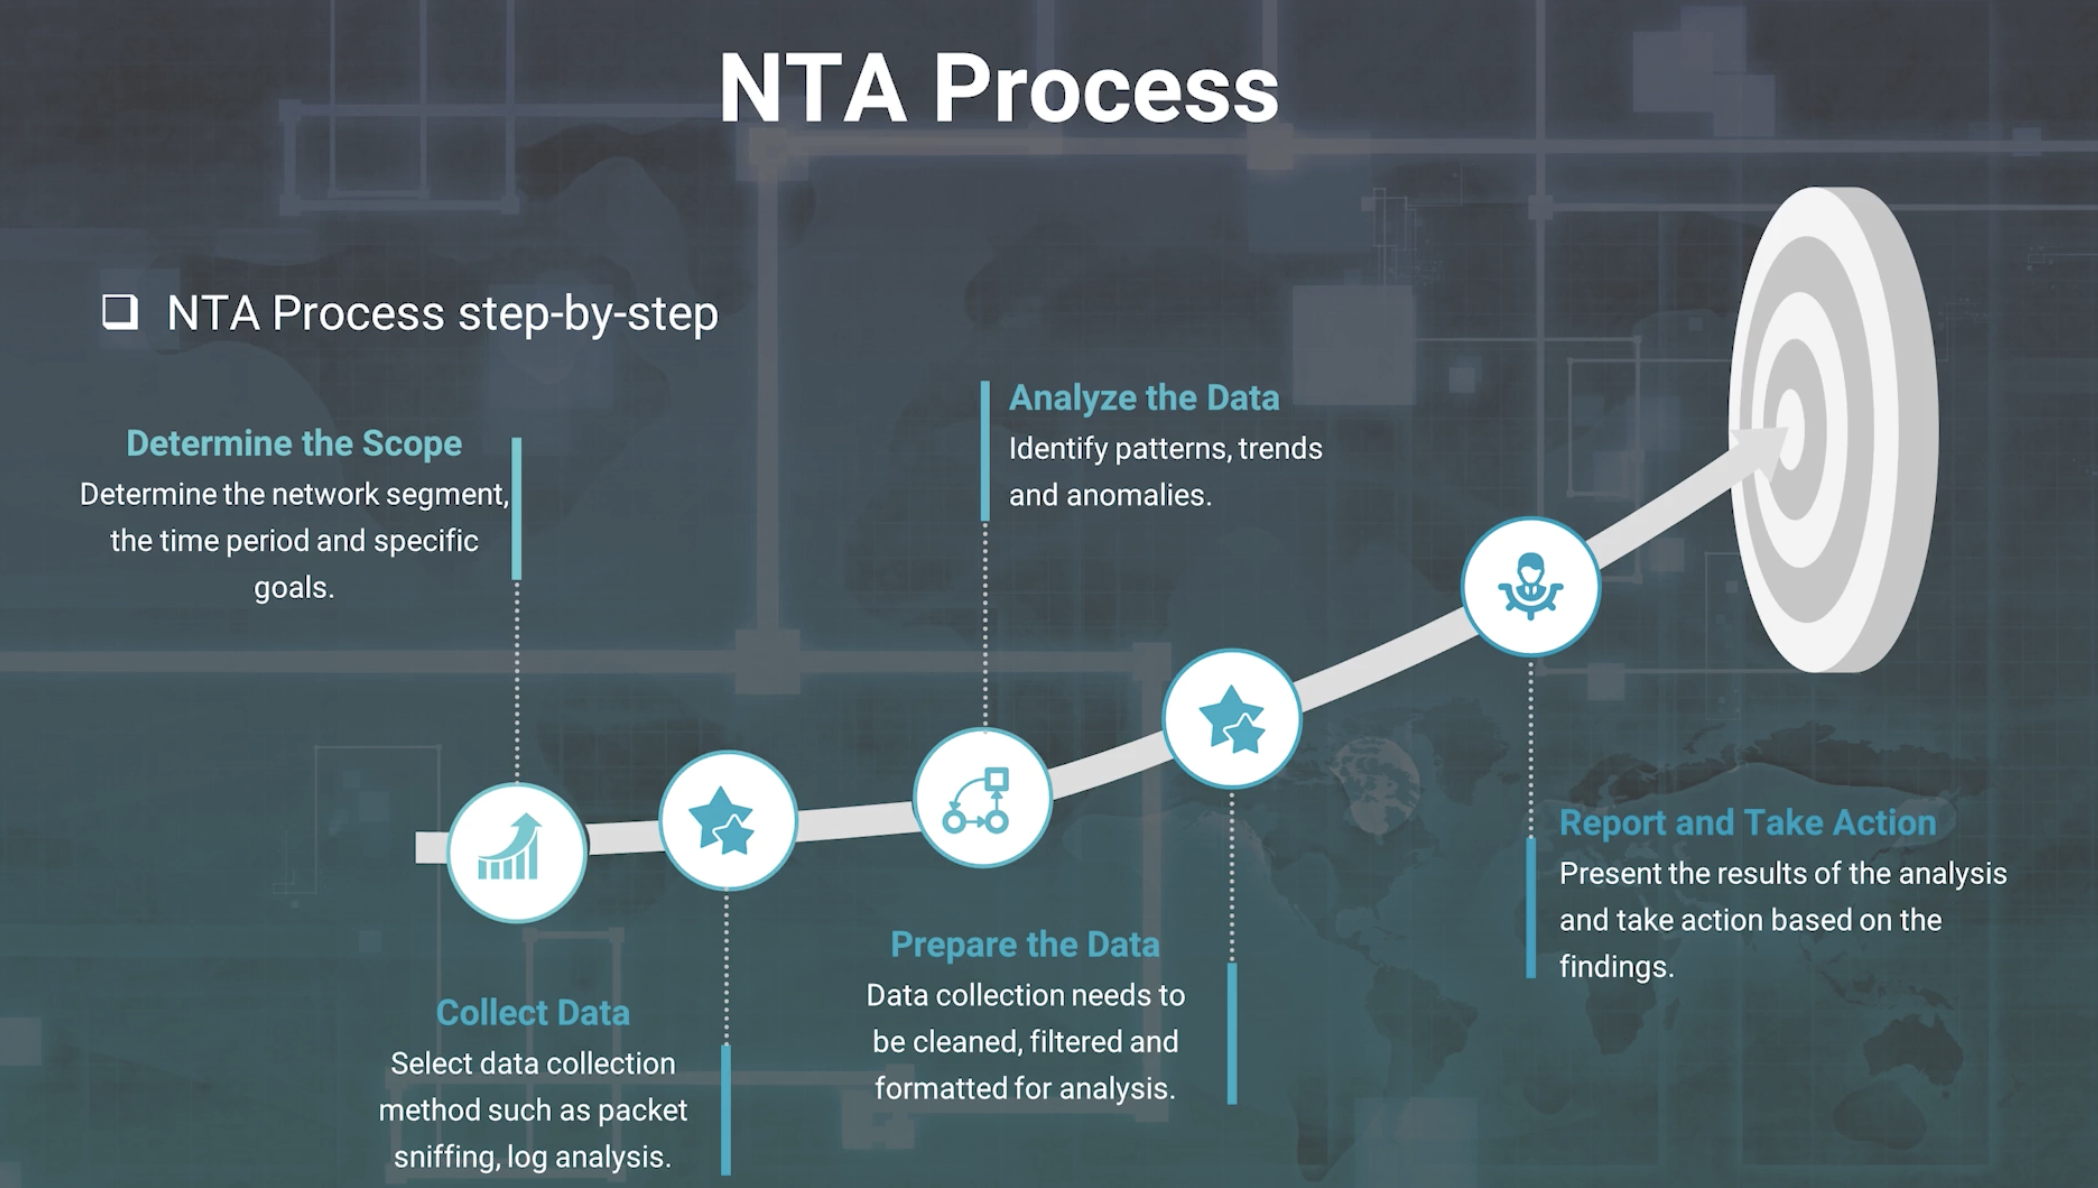 NTA Process
❑ NTA Process step-by-step
Determine the Scope
Determine the network segment,
the time period and specific
goals.
Collect Data
Select data collection
method such as packet
sniffing, log analysis.
Analyze the Data
Identify patterns, trends
and anomalies.
Prepare the Data
Data collection needs to
be cleaned, filtered and
formatted for analysis.
Report and Take Action
Present the results of the analysis
and take action based on the
findings.